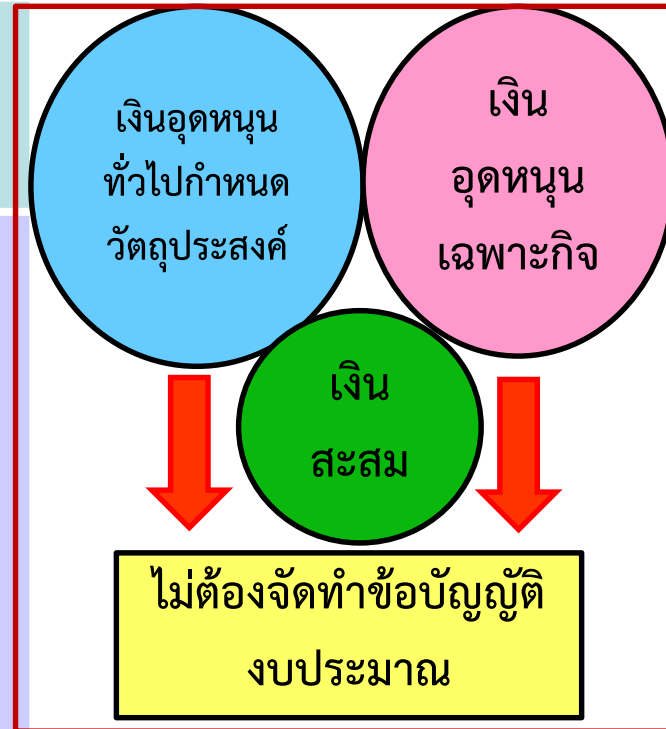 เงินอุดหนุน
ทั่วไปกำหนด
วัตถุประสงค์
เงิน
อุดหนุน
เฉพาะกิจ
เงิน
สะสม
ไม่ต้องจัดทำข้อบัญญัติ
งบประมาณ